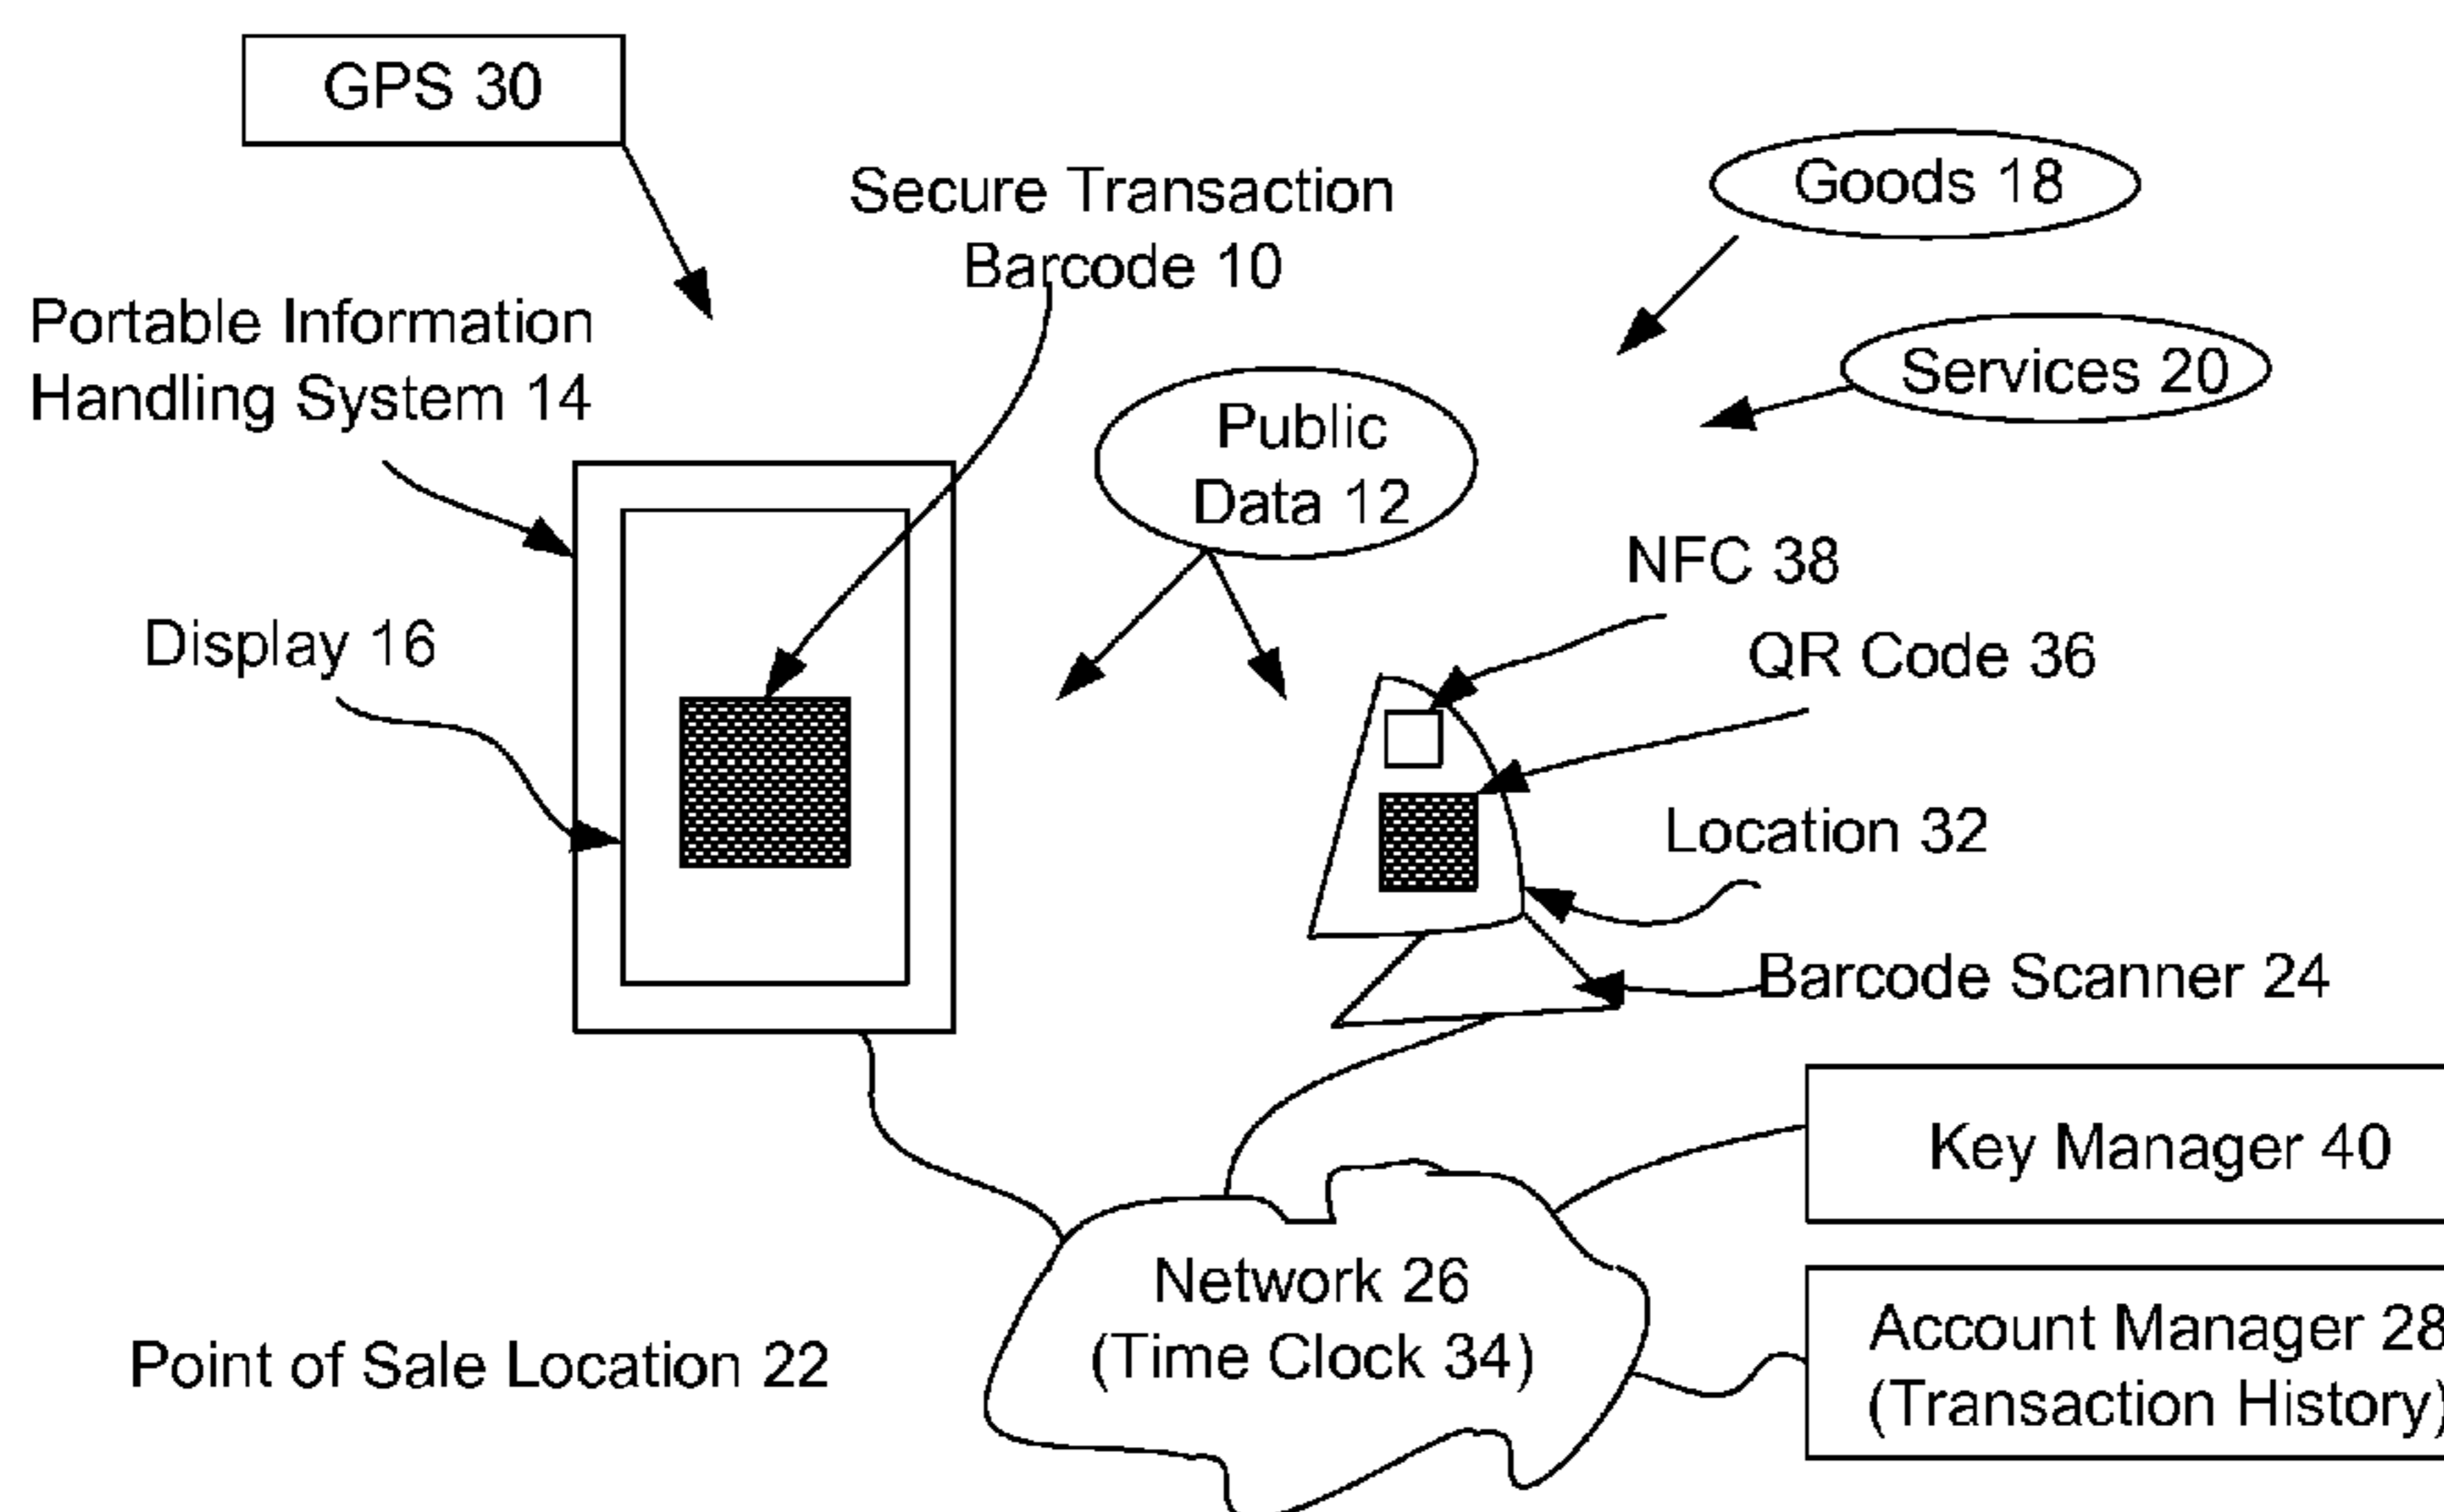 GPS 30
Secure Transaction
Barcode 10
Goods 18
Portable Information
Handling System 14
Services 20
Public
Data 12
NFC 38
Display 16
QR Code 36
Location 32
Barcode Scanner 24
Key Manager 40
Network 26
(Time Clock 34)
Point of Sale Location 22
Account Manager 28
(Transaction History)